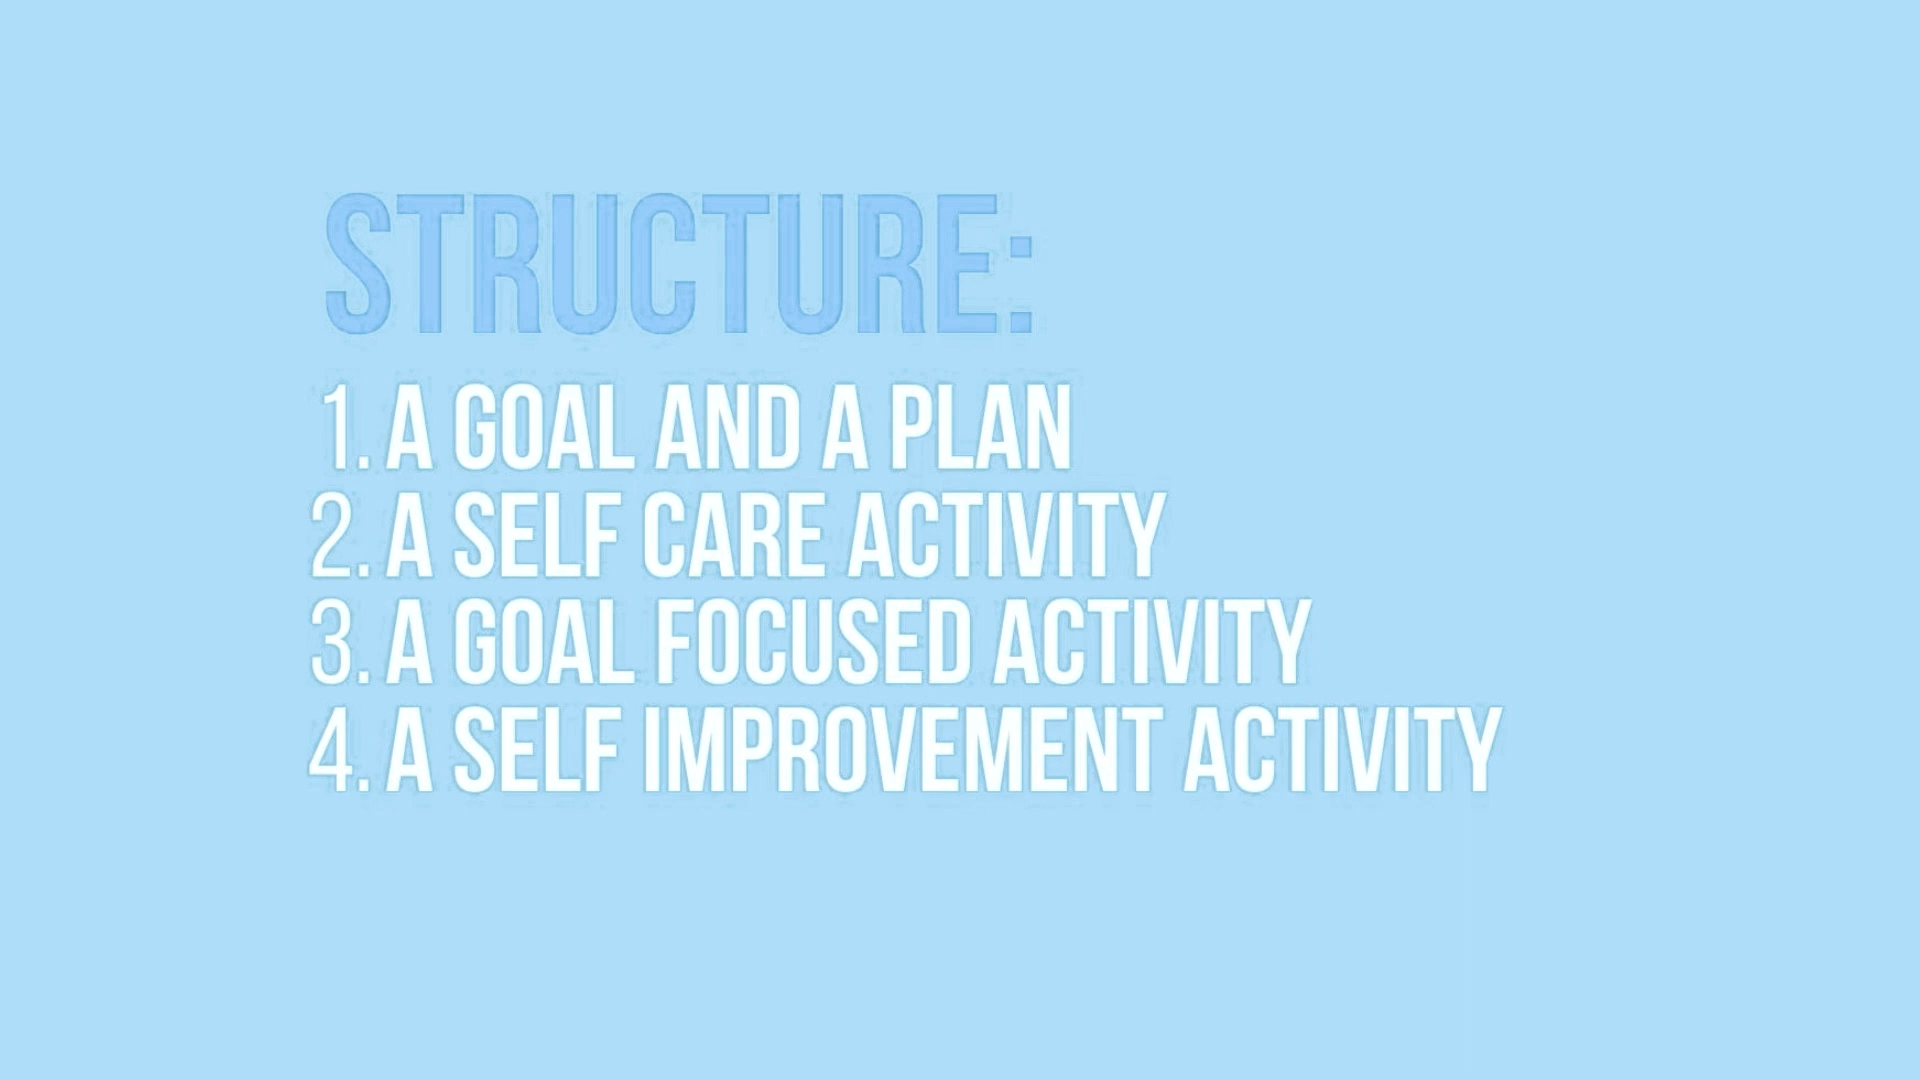 STRUCTURE:
1. A GOAL AND A PLAN
2. A SELF CARE ACTIVITY
3. A GOAL FOCUSED ACTIVITY
4. A SELF IMPROVEMENT ACTIVITY